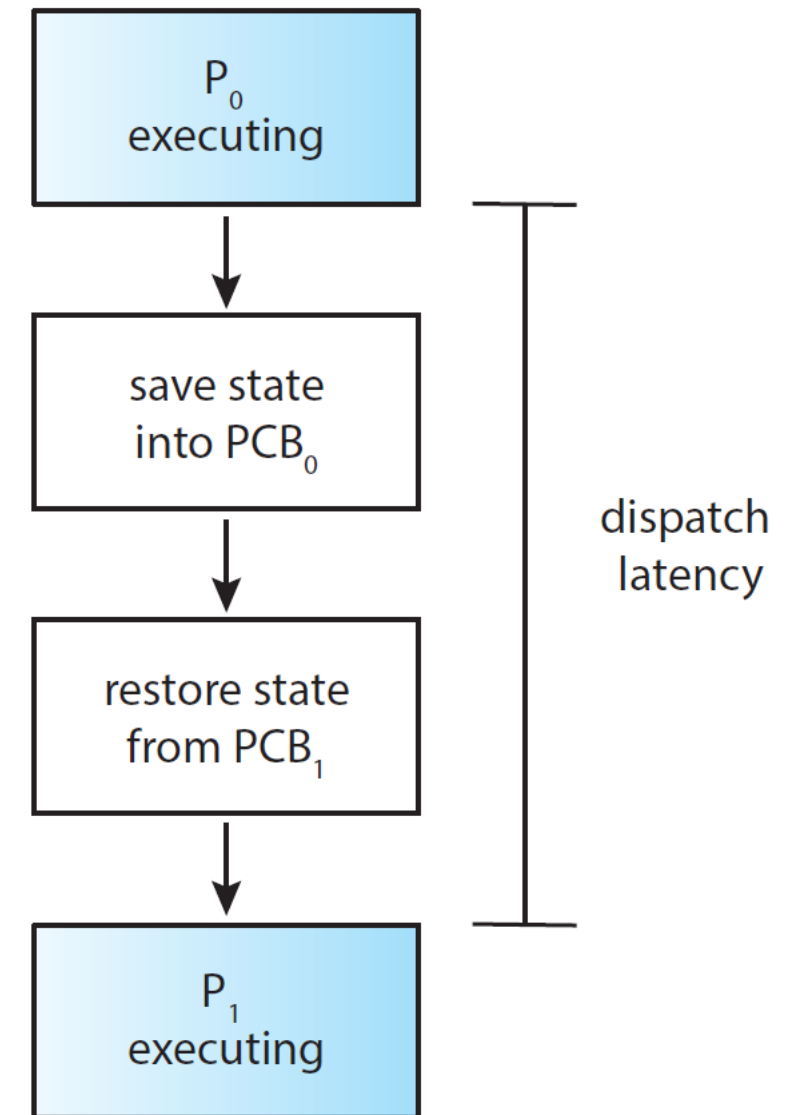 P₀
executing
save state
into PCB₀
restore state
from PCB₁
P₁
executing
dispatch
latency